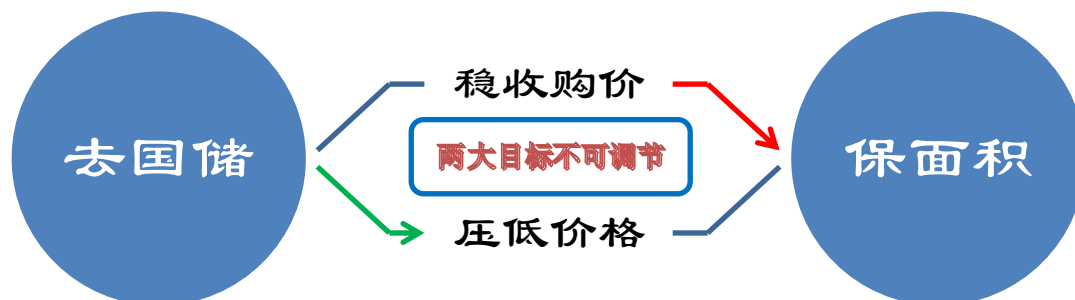 去国储
稳收购价
两大目标不可调节
压低价格
保面积